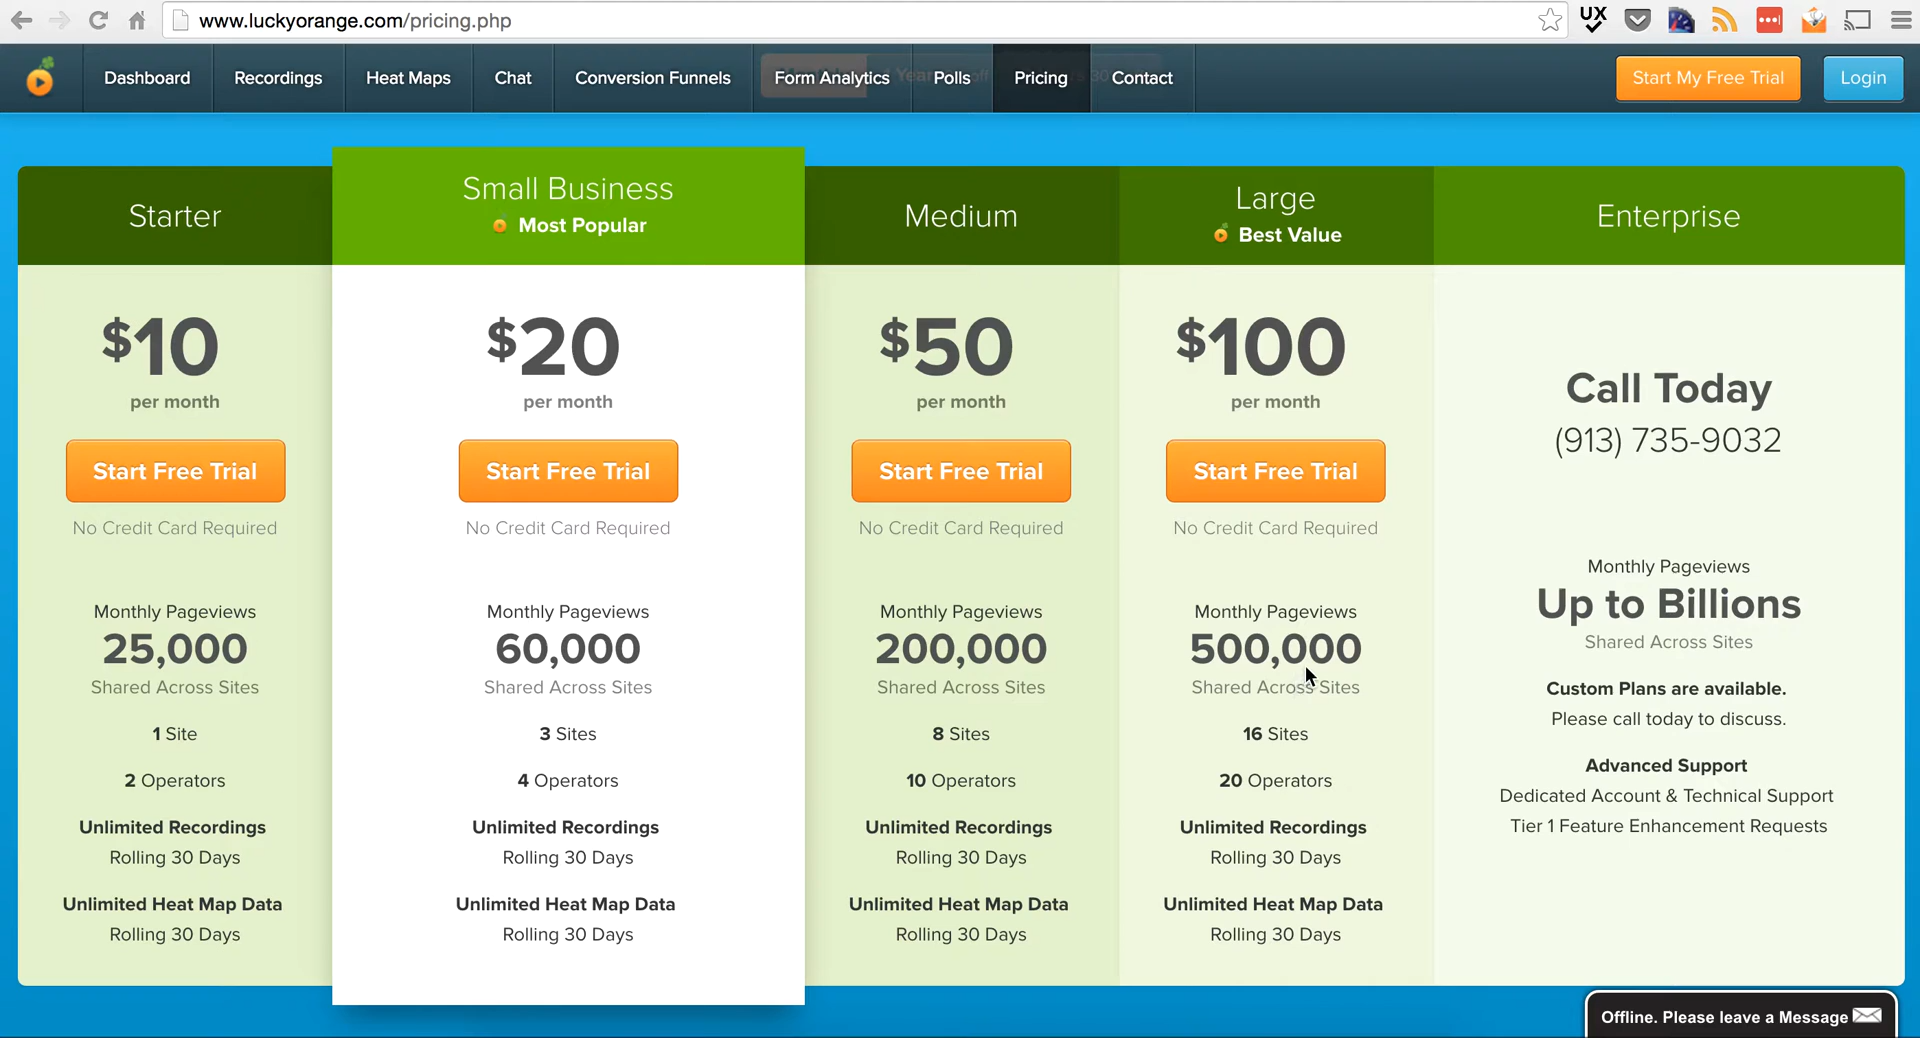 www.luckyorange.com/pricing.php
UX
Dashboard
Recordings
Heat Maps
Chat
Conversion Funnels
Form Analytics
Polls
Pricing
Contact
Start My Free Trial
Login
Starter
$10
per month
Start Free Trial
No Credit Card Required
Monthly Pageviews
25,000
Shared Across Sites
1 Site
2 Operators
Unlimited Recordings
Rolling 30 Days
Unlimited Heat Map Data
Rolling 30 Days
Small Business
Most Popular
$20
per month
Start Free Trial
No Credit Card Required
Monthly Pageviews
60,000
Shared Across Sites
3 Sites
4 Operators
Unlimited Recordings
Rolling 30 Days
Unlimited Heat Map Data
Rolling 30 Days
Medium
$50
per month
Start Free Trial
No Credit Card Required
Monthly Pageviews
200,000
Shared Across Sites
8 Sites
10 Operators
Unlimited Recordings
Rolling 30 Days
Unlimited Heat Map Data
Rolling 30 Days
Large
Best Value
$100
per month
Start Free Trial
No Credit Card Required
Monthly Pageviews
500,000
Shared Across Sites
16 Sites
20 Operators
Unlimited Recordings
Rolling 30 Days
Unlimited Heat Map Data
Rolling 30 Days
Enterprise
Call Today
(913) 735-9032
Monthly Pageviews
Up to Billions
Shared Across Sites
Custom Plans are available.
Please call today to discuss.
Advanced Support
Dedicated Account & Technical Support
Tier 1 Feature Enhancement Requests
Offline. Please leave a Message